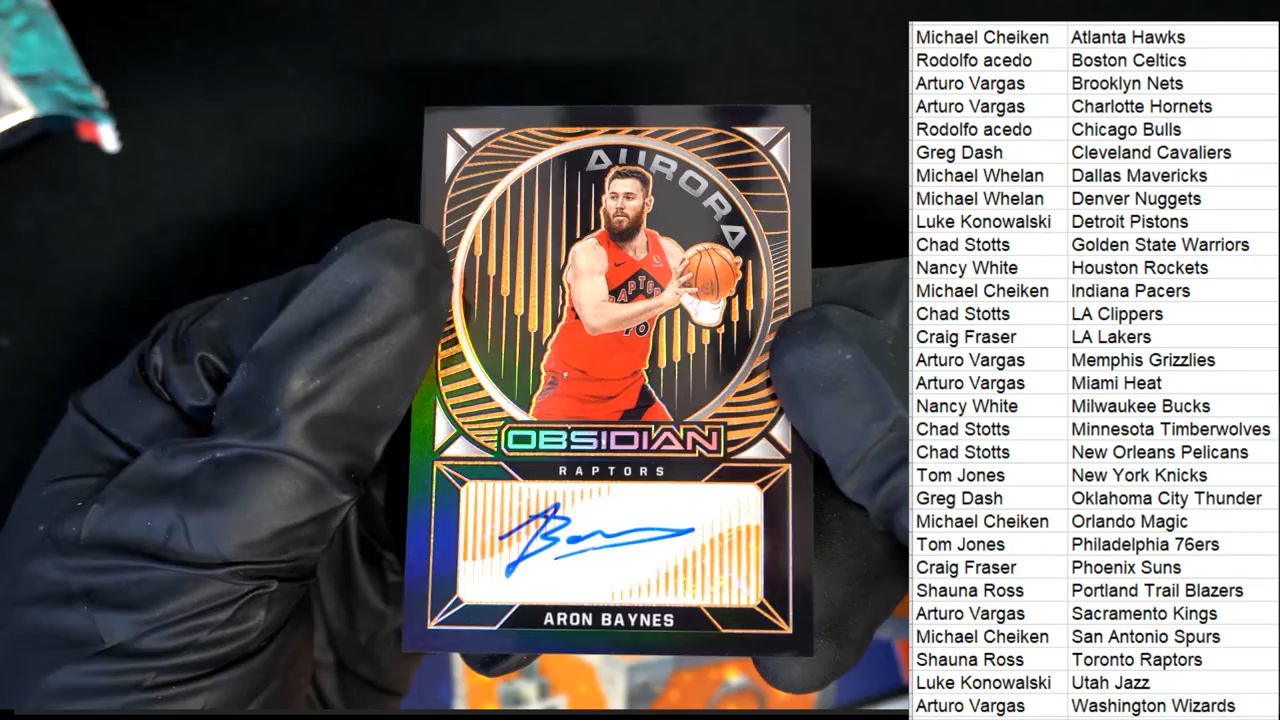 AURORA
RAPTORS
10
OBSIDIAN
RAPTORS
ARON BAYNES
Michael Cheiken Atlanta Hawks
Rodolfo acedo Boston Celtics
Arturo Vargas Brooklyn Nets
Arturo Vargas Charlotte Hornets
Rodolfo acedo Chicago Bulls
Greg Dash Cleveland Cavaliers
Michael Whelan Dallas Mavericks
Michael Whelan Denver Nuggets
Luke Konowalski Detroit Pistons
Chad Stotts Golden State Warriors
Nancy White Houston Rockets
Michael Cheiken Indiana Pacers
Chad Stotts LA Clippers
Craig Fraser LA Lakers
Arturo Vargas Memphis Grizzlies
Arturo Vargas Miami Heat
Nancy White Milwaukee Bucks
Chad Stotts Minnesota Timberwolves
Chad Stotts New Orleans Pelicans
Tom Jones New York Knicks
Greg Dash Oklahoma City Thunder
Michael Cheiken Orlando Magic
Tom Jones Philadelphia 76ers
Craig Fraser Phoenix Suns
Shauna Ross Portland Trail Blazers
Arturo Vargas Sacramento Kings
Michael Cheiken San Antonio Spurs
Shauna Ross Toronto Raptors
Luke Konowalski Utah Jazz
Arturo Vargas Washington Wizards